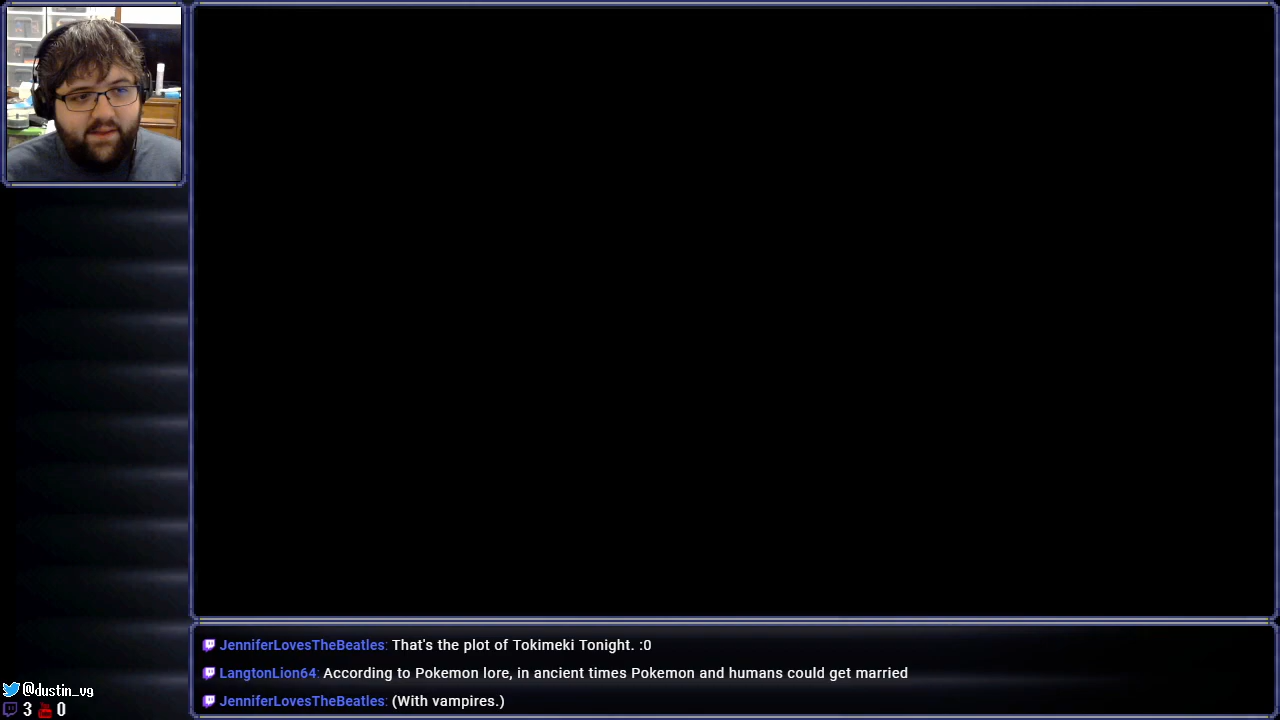 JenniferLovesTheBeatles: That's the plot of Tokimeki Tonight. :0
LangtonLion64: According to Pokemon lore, in ancient times Pokemon and humans could get married
JenniferLovesTheBeatles: (With vampires.)
@dustin_vg
3 0